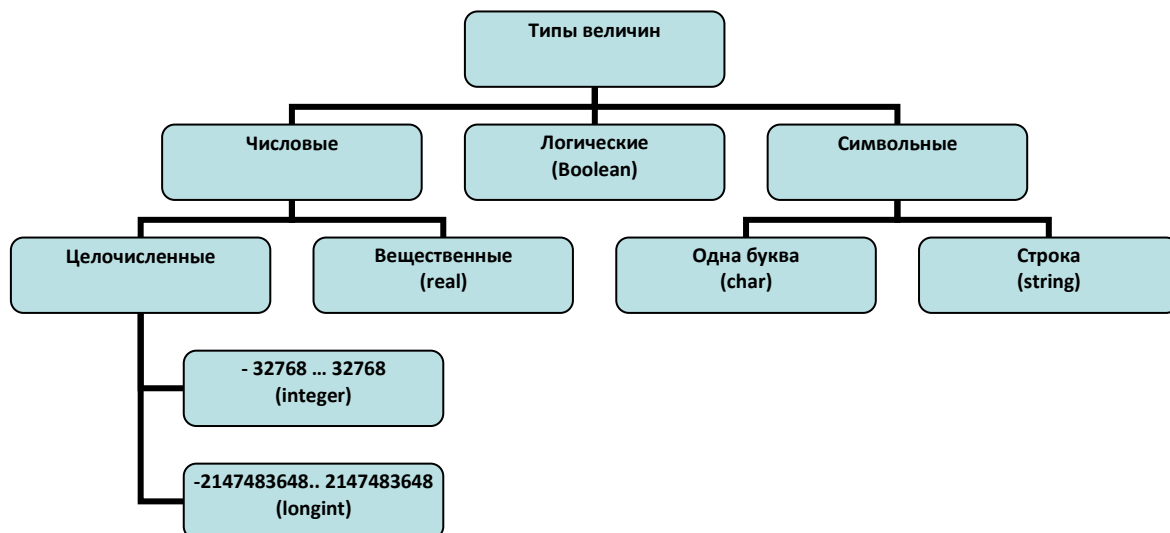 Типы величин
Числовые
Логические
(Boolean)
Символьные
Целочисленные
Вещественные
(real)
Одна буква
(char)
Строка
(string)
- 32768 ... 32768
(integer)
-2147483648.. 2147483648
(longint)